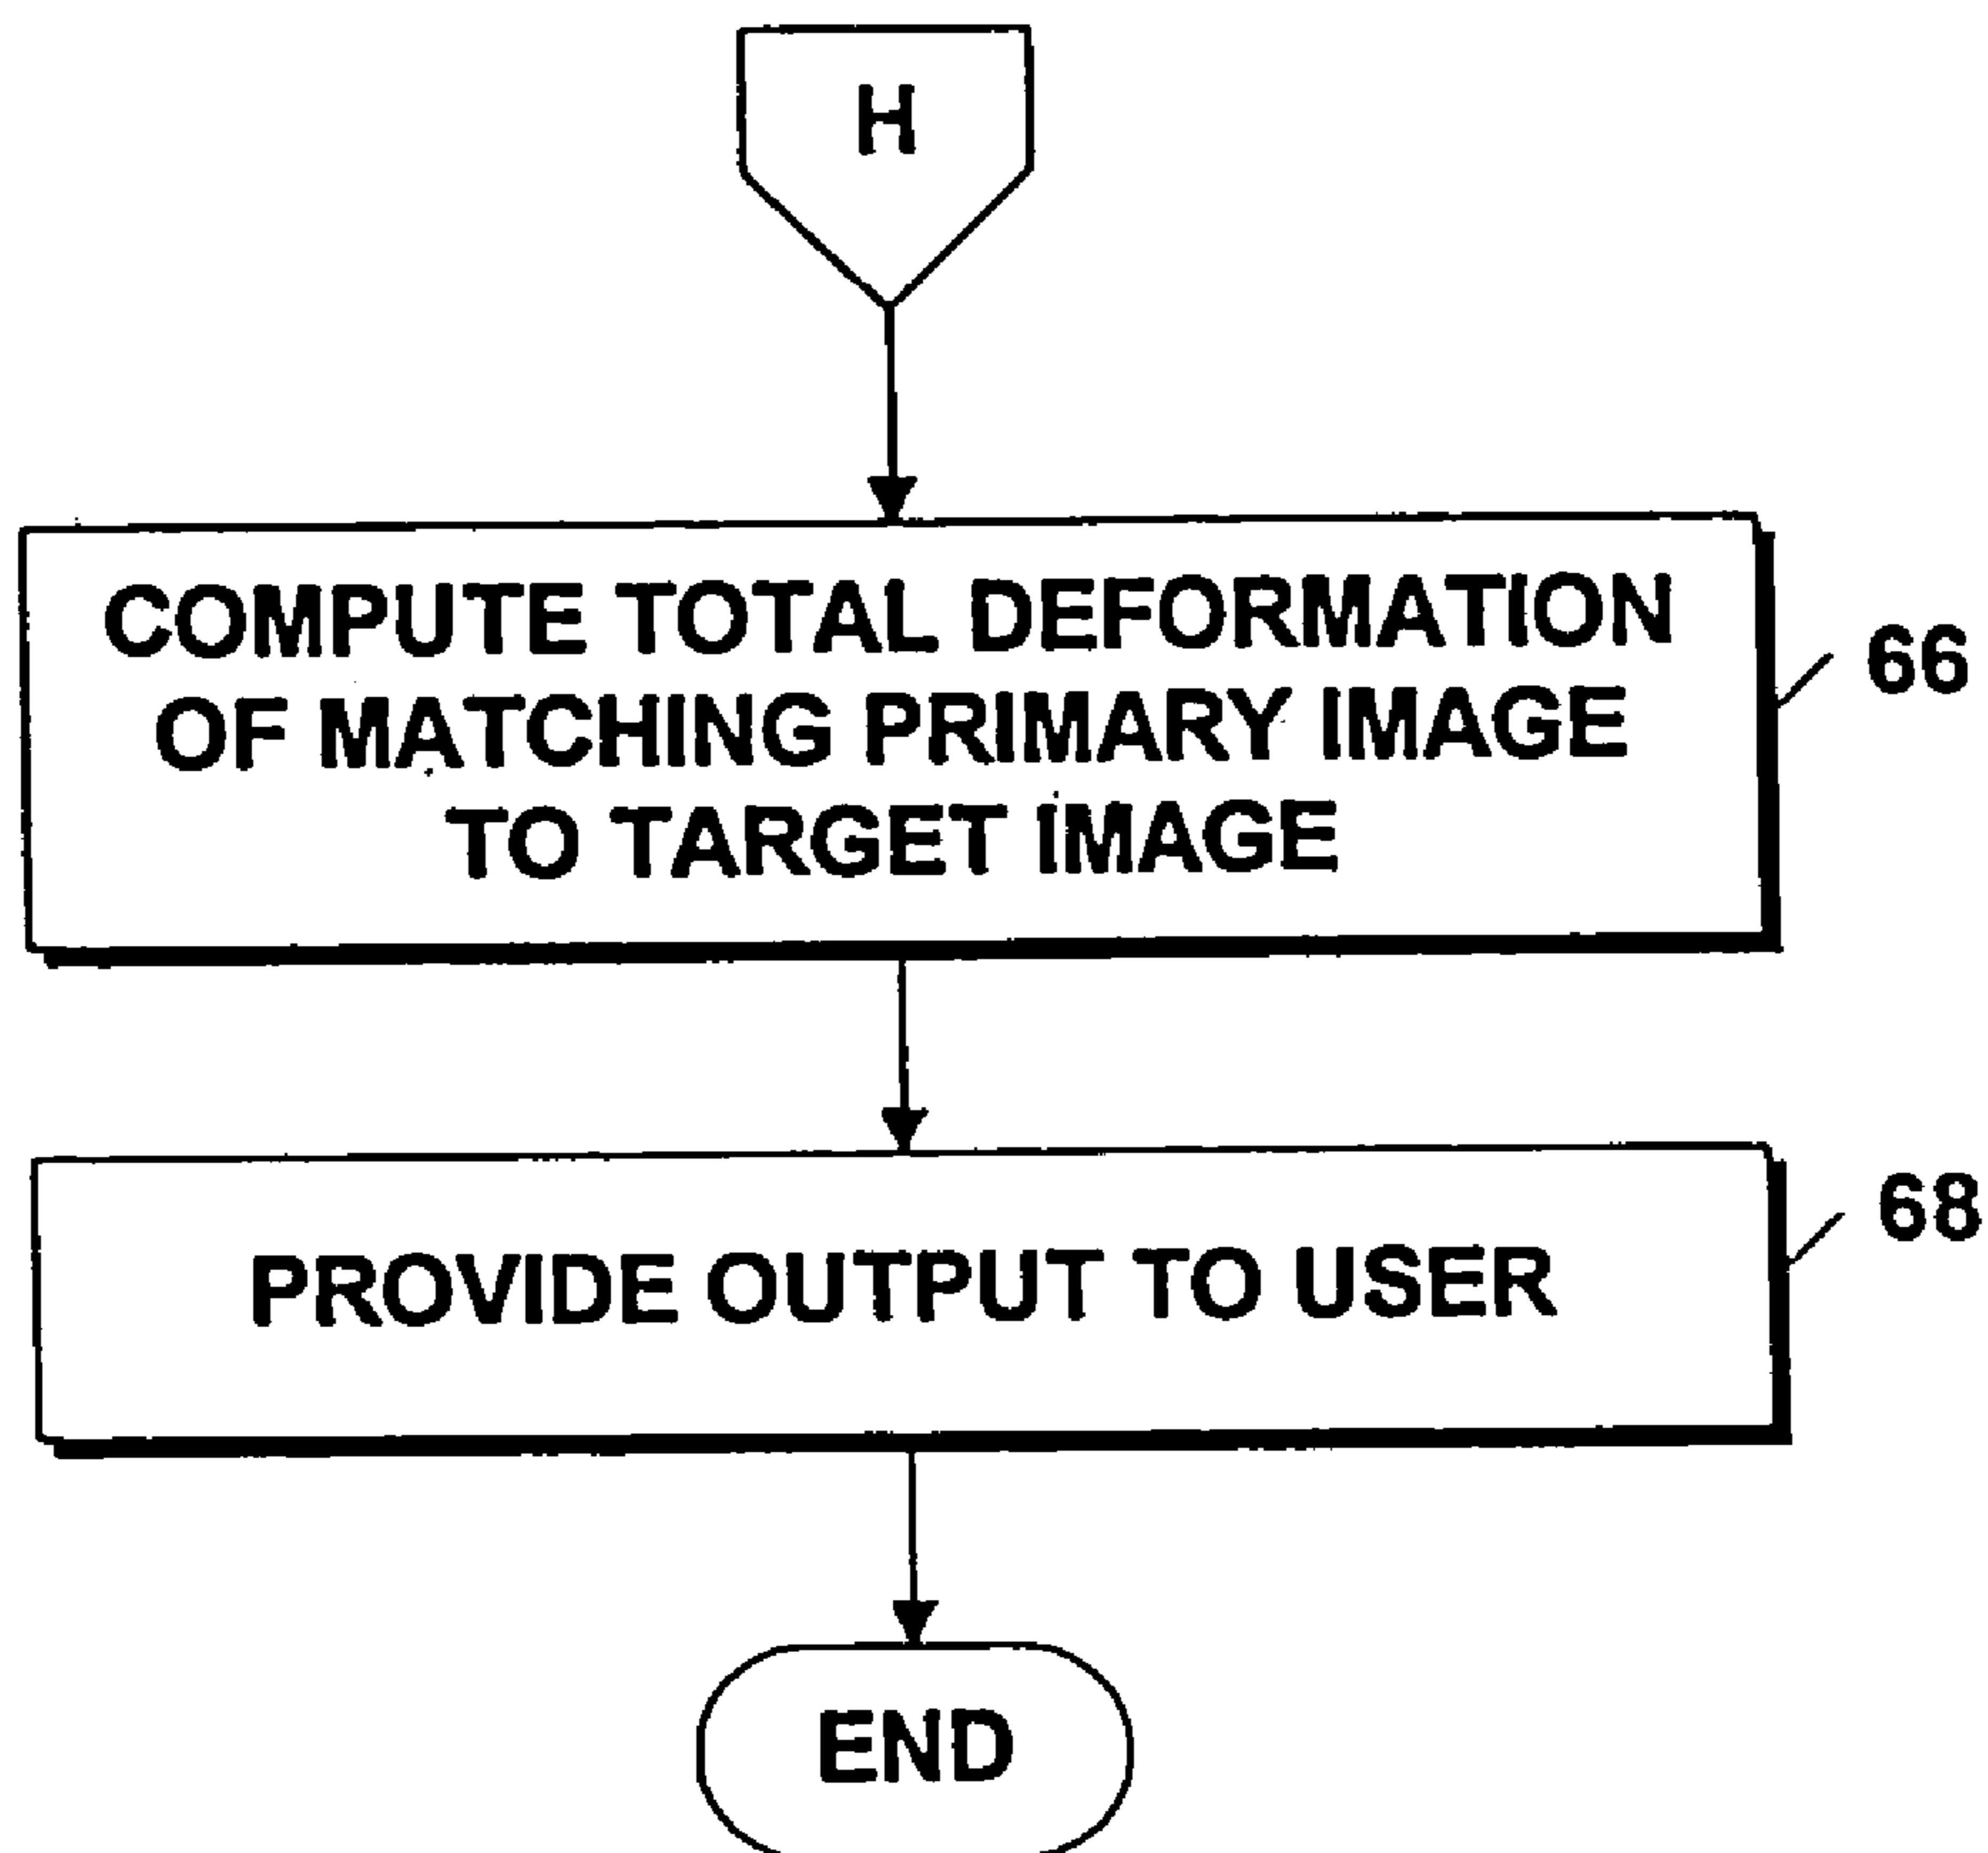 H
COMPUTE TOTAL DEFORMATION
OF MATCHING PRIMARY IMAGE
TO TARGET IMAGE
66
PROVIDE OUTPUT TO USER
68
END